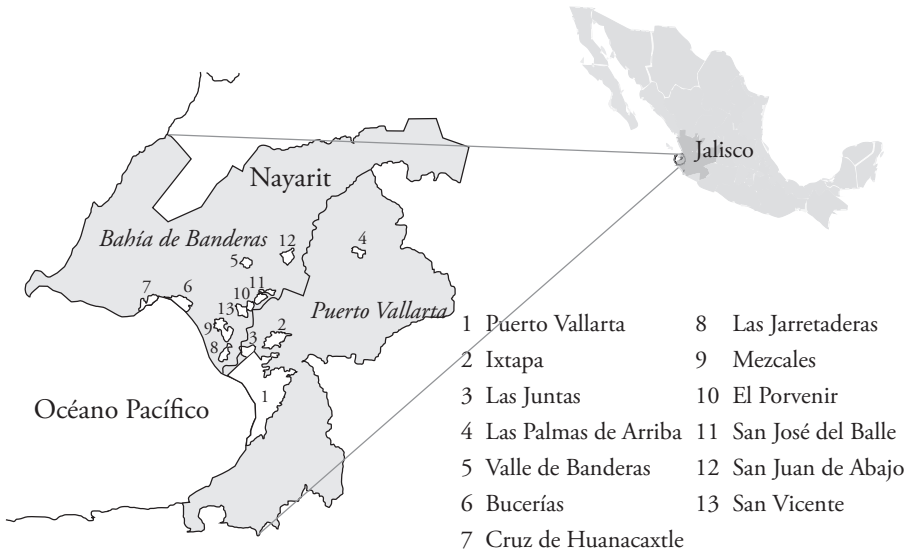 Jalisco
Nayarit
Bahía de Banderas
12
4
5
7
6
11
10
13
Puerto Vallarta
9
2
8
3
1
Océano Pacífico
1 Puerto Vallarta
2 Ixtapa
3 Las Juntas
4 Las Palmas de Arriba
5 Valle de Banderas
6 Bucerías
7 Cruz de Huanacaxtle
8 Las Jarretaderas
9 Mezcales
10 El Porvenir
11 San José del Balle
12 San Juan de Abajo
13 San Vicente